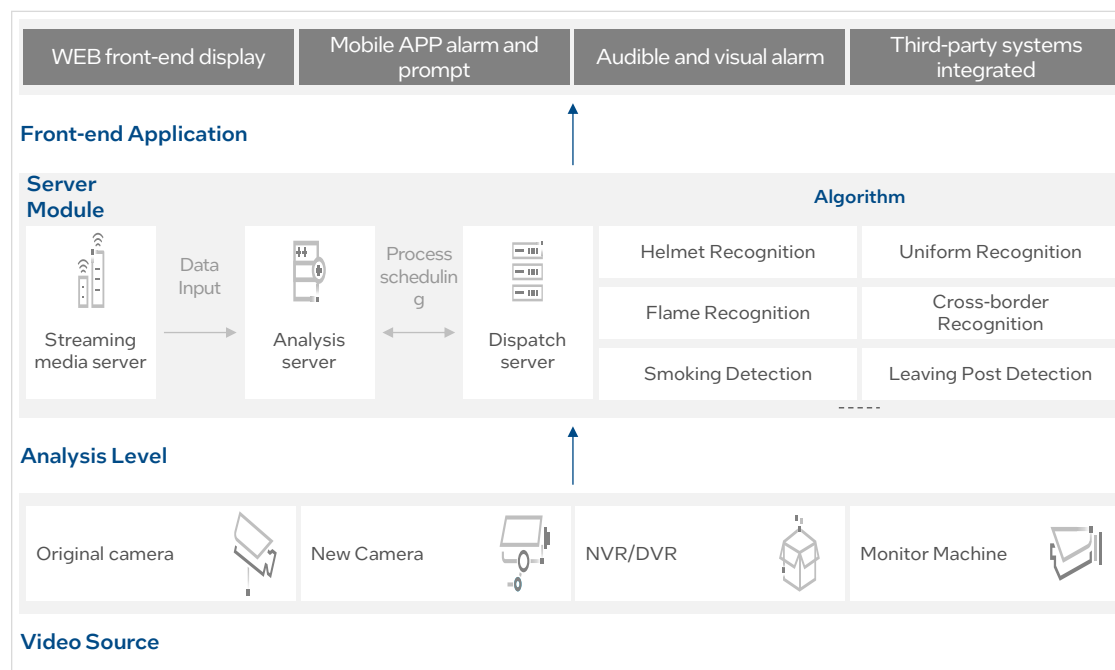 WEB front-end display
Mobile APP alarm and
prompt
Audible and visual alarm
Third-party systems
integrated
Front-end Application
Server
Module
Algorithm
Streaming
media server
Data
Input
Analysis
server
Process
schedulin
g
Dispatch
server
Helmet Recognition
Uniform Recognition
Flame Recognition
Cross-border
Recognition
Smoking Detection
Leaving Post Detection
-----
Analysis Level
Original camera
New Camera
NVR/DVR
Monitor Machine
Video Source